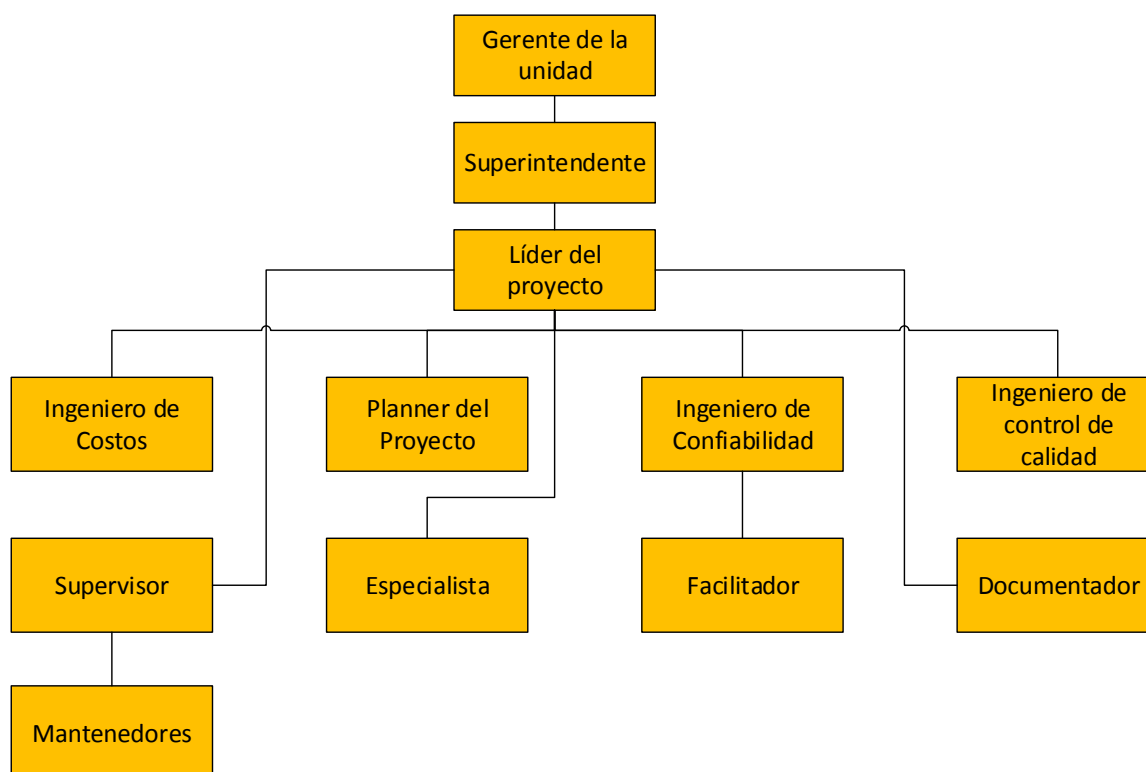 Gerente de la
unidad
Superintendente
Líder del
proyecto
Ingeniero de
Costos
Planner del
Proyecto
Ingeniero de
Confiabilidad
Ingeniero de
control de
calidad
Supervisor
Especialista
Facilitador
Documentador
Mantenedores